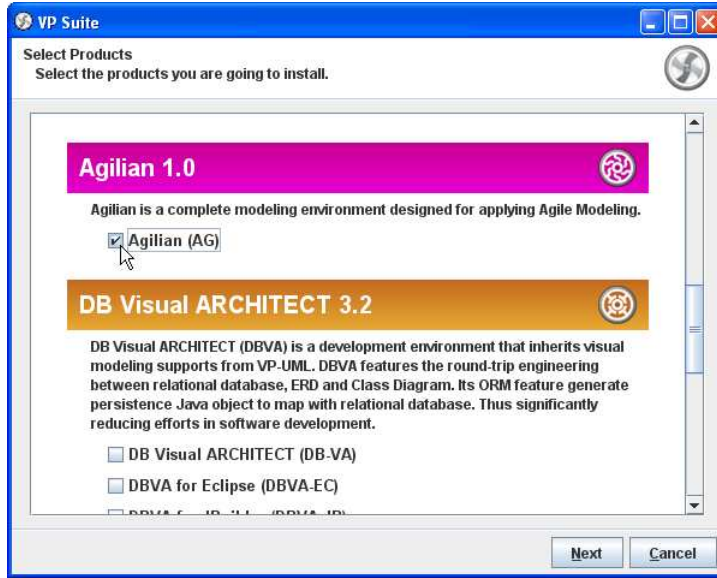 VP Suite
Select Products
Select the products you are going to install.
Agilian 1.0
Agilian is a complete modeling environment designed for applying Agile Modeling.
Agilian (AG)
DB Visual ARCHITECT 3.2
DB Visual ARCHITECT (DBVA) is a development environment that inherits visual
modeling supports from VP-UML. DBVA features the round-trip engineering
between relational database, ERD and Class Diagram. Its ORM feature generate
persistence Java object to map with relational database. Thus significantly
reducing efforts in software development.
DB Visual ARCHITECT (DB-VA)
DBVA for Eclipse (DBVA-EC)
Next Cancel